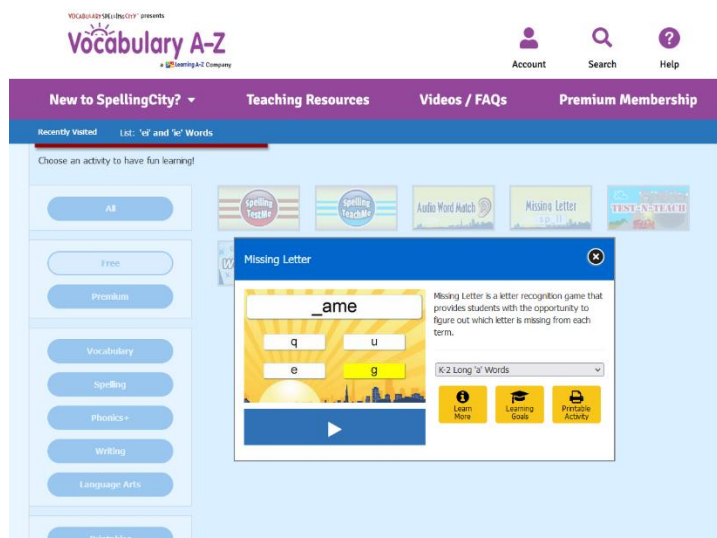 VOCABULARY SPELLING CITY® presents
Vocabulary A-Z
a Learning A-Z Company
Account
Search
Help
New to SpellingCity?
Teaching Resources
Videos / FAQs
Premium Membership
Recently Visited List: 'ei' and 'ie' Words
Choose an activity to have fun learning!
All
Free
Premium
Vocabulary
Spelling
Phonics+
Writing
Language Arts
Spelling TestMe
Spelling TeachMe
Audio Word Match
Missing Letter
sp_ll
TEST-N-TEACH
W
Missing Letter
_ame
q
u
e
g
Missing Letter is a letter recognition game that
provides students with the opportunity to
figure out which letter is missing from each
term.
K-2 Long 'a' Words
Learn
More
Learning
Goals
Printable
Activity